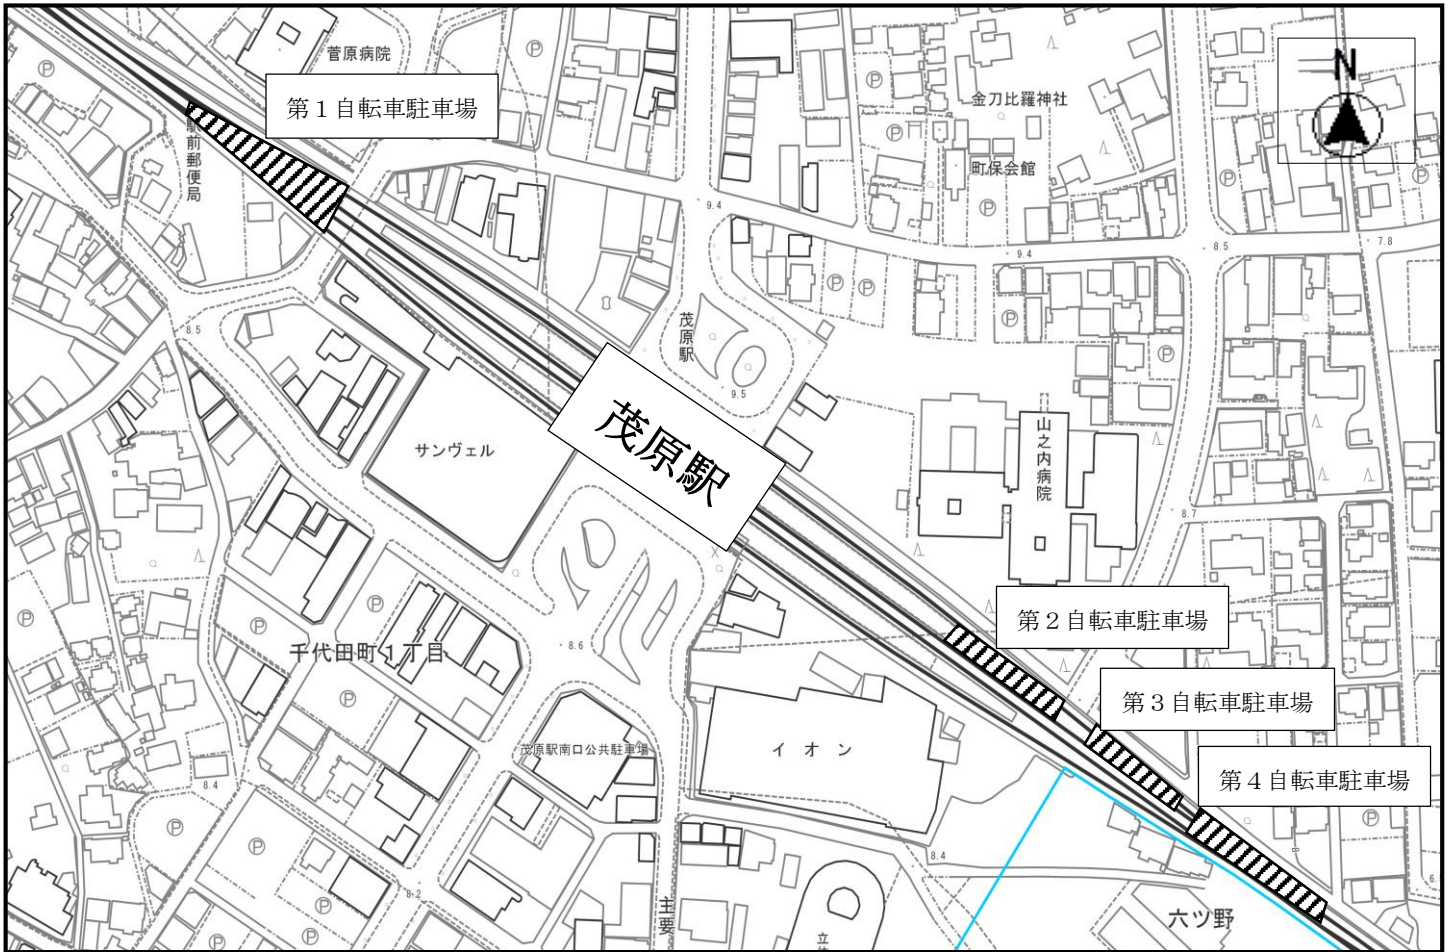 菅原病院
Ⓟ
Ⓟ
N
第１自転車駐車場
Ⓟ
金刀比羅神社
Ⓟ
駅前郵便局
町保会館
Ⓟ
Ⓟ
Ⓟ
9.4
9.4
8.5
7.8
Ⓟ
Ⓟ
Ⓟ
8.5
茂原駅
Ⓟ
9.5
茂原駅
サンヴェル
山之内病院
8.7
Ⓟ
Ⓟ
Ⓟ
第２自転車駐車場
千代田町１丁目
8.6
Ⓟ
第３自転車駐車場
茂原駅南口公共駐車場
イオン
第４自転車駐車場
8.4
Ⓟ
Ⓟ
Ⓟ
8.4
8.2
Ⓟ
Ⓟ
Ⓟ
主要
六ツ野